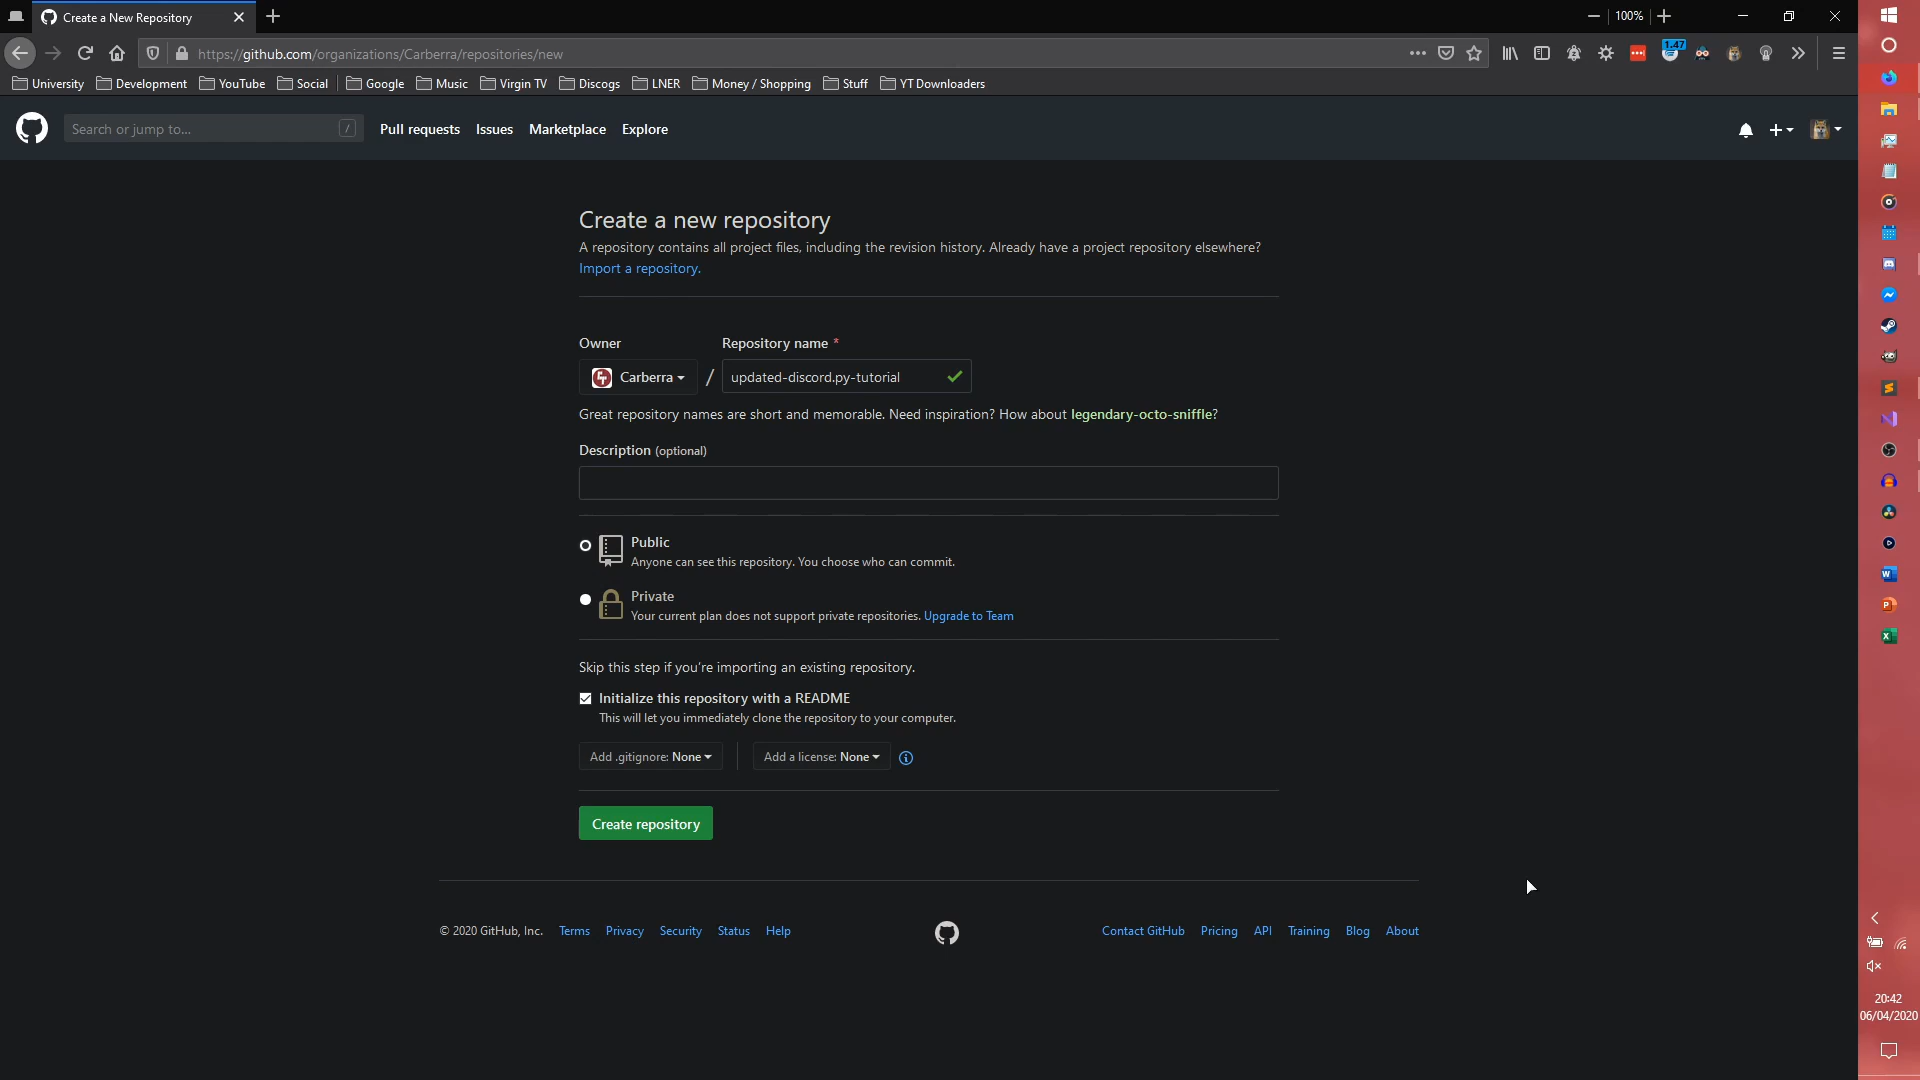 Create a New Repository
100%
https://github.com/organizations/Carberra/repositories/new
1.47
University Development YouTube Social Google Music Virgin TV Discogs LNER Money / Shopping Stuff YT Downloaders
Search or jump to... /
Pull requests Issues Marketplace Explore
Create a new repository
A repository contains all project files, including the revision history. Already have a project repository elsewhere?
Import a repository.
Owner Repository name *
Carberra / updated-discord.py-tutorial
Great repository names are short and memorable. Need inspiration? How about legendary-octo-sniffle?
Description (optional)
Public
Anyone can see this repository. You choose who can commit.
Private
Your current plan does not support private repositories. Upgrade to Team
Skip this step if you're importing an existing repository.
Initialize this repository with a README
This will let you immediately clone the repository to your computer.
Add .gitignore: None Add a license: None
Create repository
© 2020 GitHub, Inc. Terms Privacy Security Status Help Contact GitHub Pricing API Training Blog About
20:42
06/04/2020